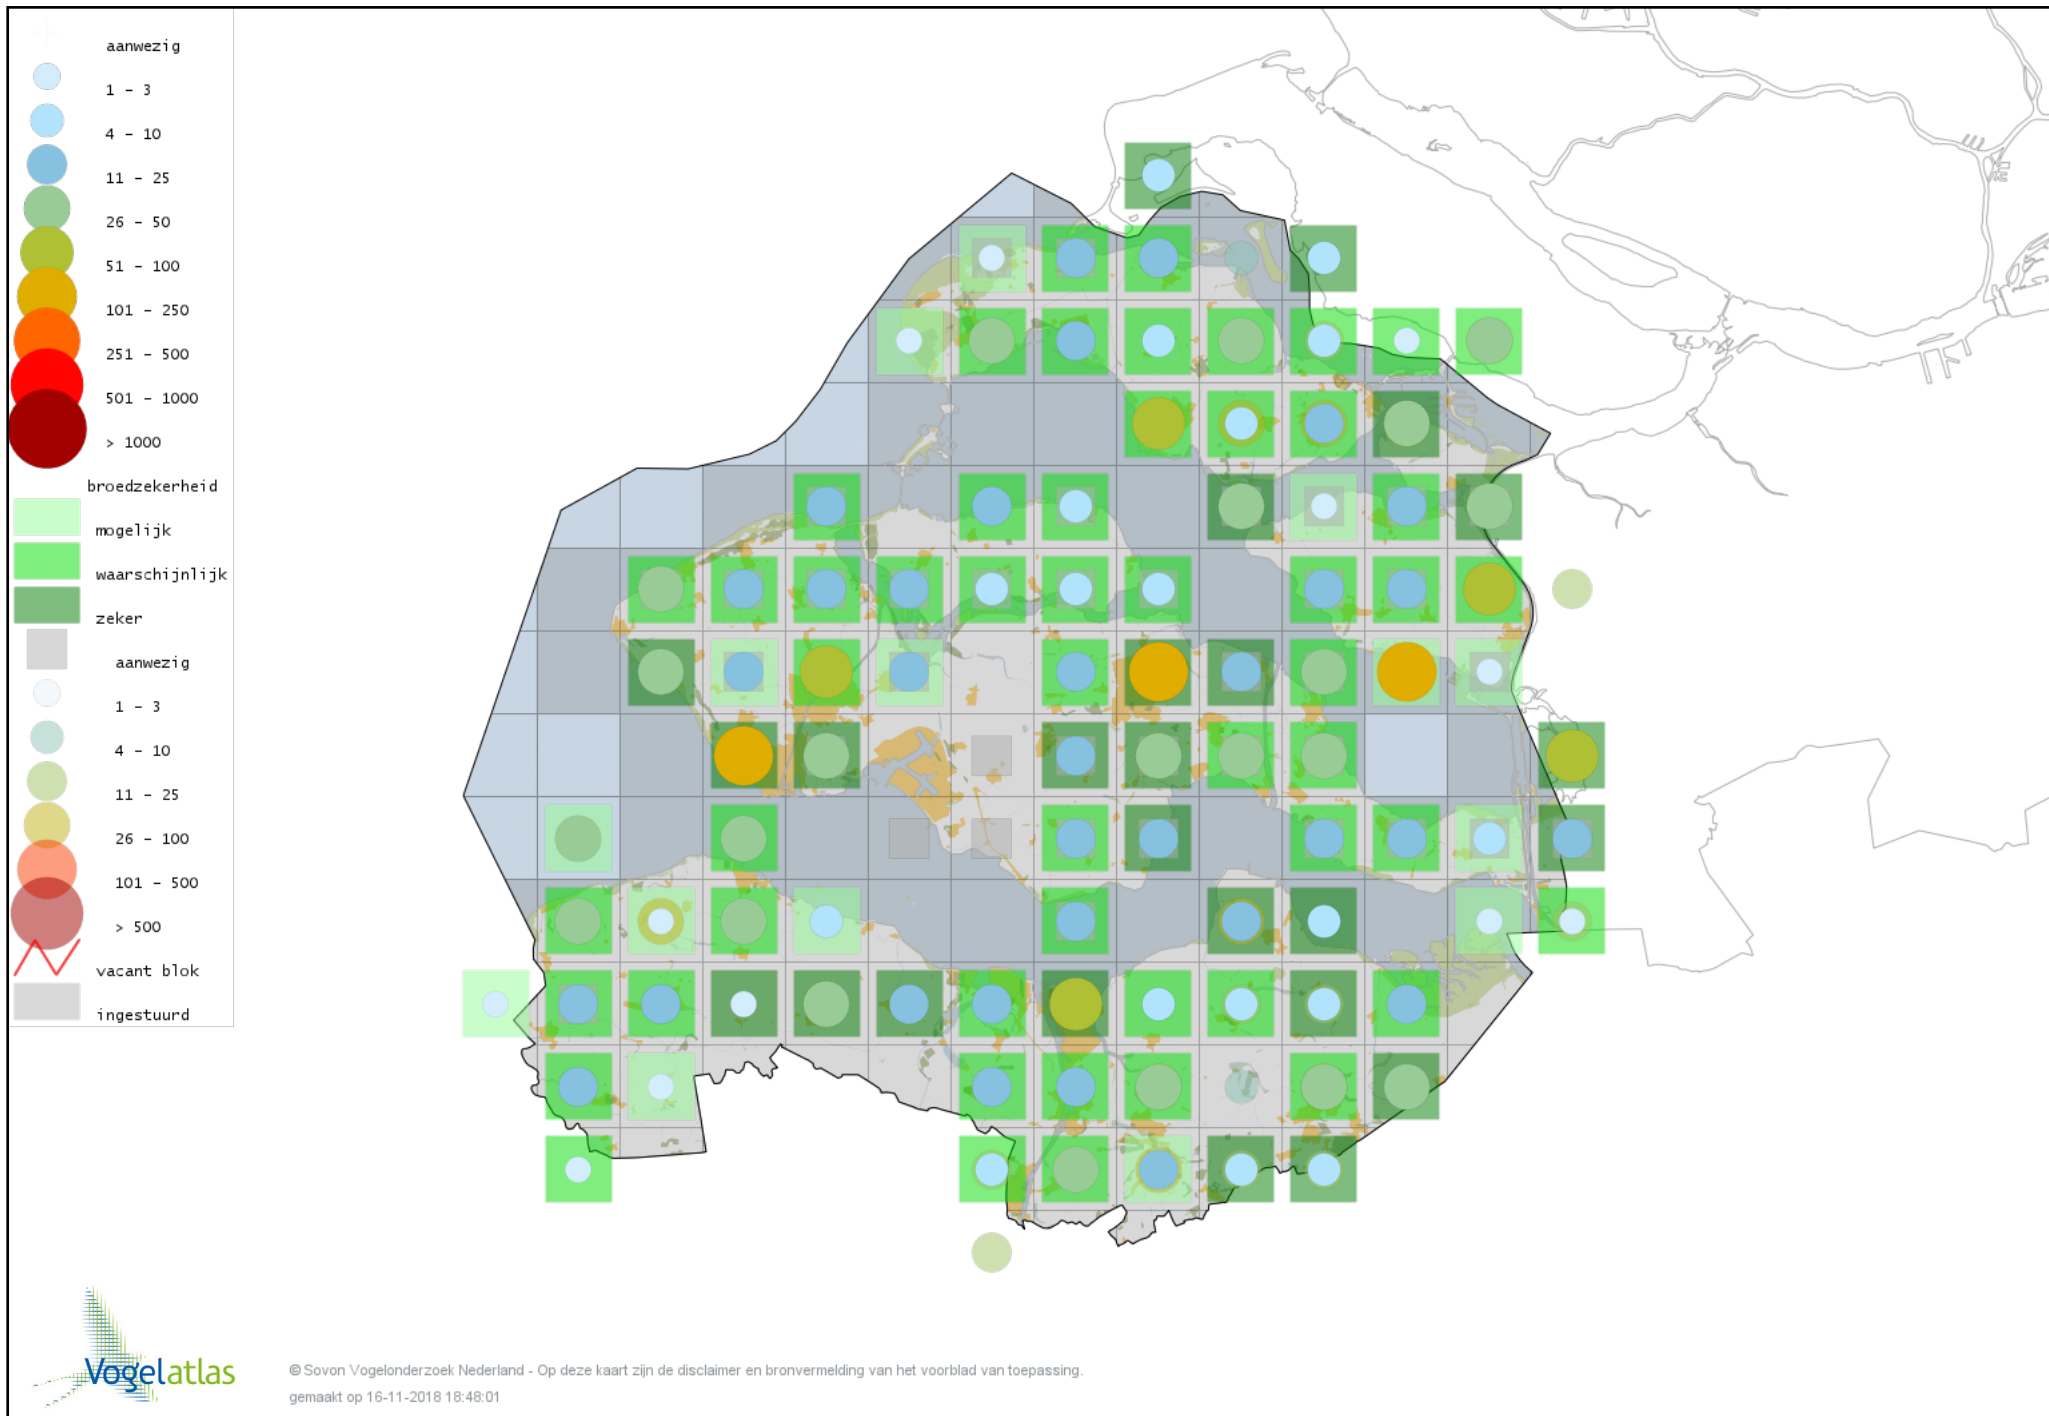 aanwezig
1 - 3
4 - 10
11 - 25
26 - 50
51 - 100
101 - 250
251 - 500
501 - 1000
> 1000
broedzekerheid
mogelijk
waarschijnlijk
zeker
aanwezig
1 - 3
4 - 10
11 - 25
26 - 100
101 - 500
> 500
vacant blok
ingestuurd
Vogelatlas
© Sovon Vogelonderzoek Nederland - Op deze kaart zijn de disclaimer en bronvermelding van het voorblad van toepassing.
gemaakt op 16-11-2018 18:48:01